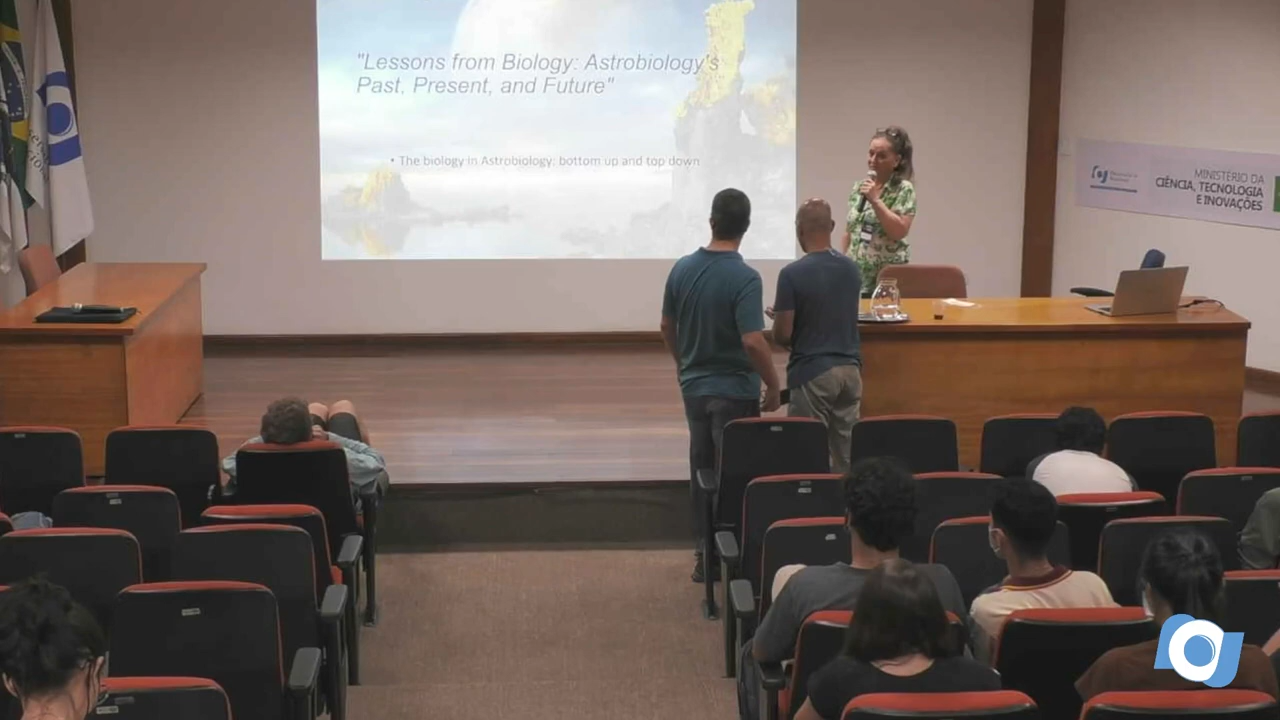 "Lessons from Biology: Astrobiology's
Past, Present, and Future"
• The biology in Astrobiology: bottom up and top down
MINISTÉRIO DA
CIÊNCIA, TECNOLOGIA
E INOVAÇÕES